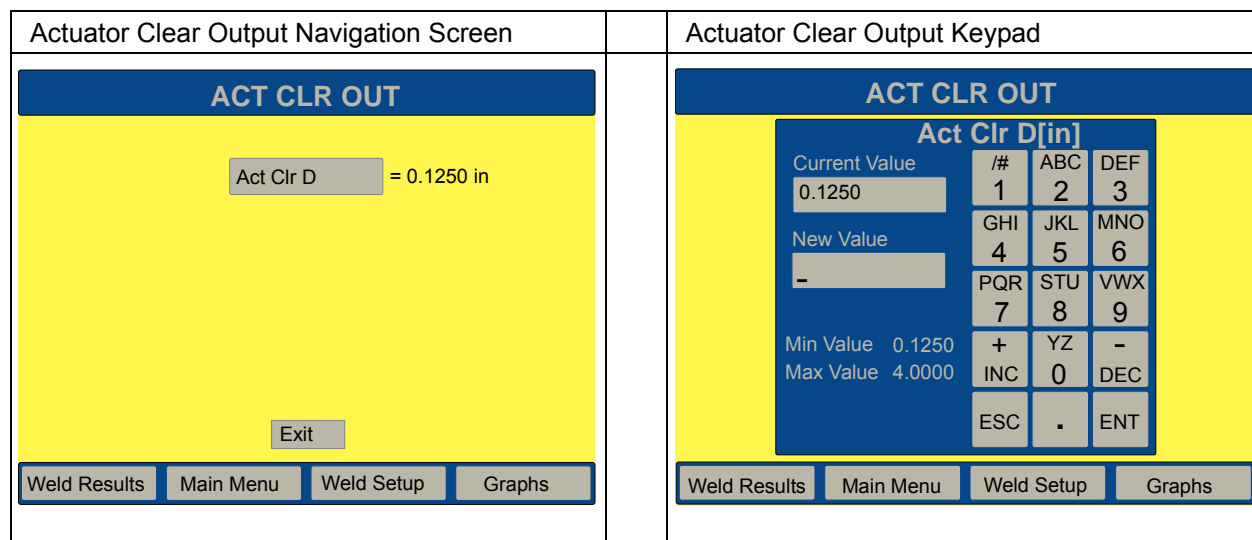 Actuator Clear Output Navigation Screen
ACT CLR OUT
Act Clr D = 0.1250 in
Exit
Weld Results Main Menu Weld Setup Graphs
Actuator Clear Output Keypad
ACT CLR OUT
Act Clr D[in]
Current Value
0.1250
New Value
_
Min Value 0.1250
Max Value 4.0000
/# ABC DEF
1 2 3
GHI JKL MNO
4 5 6
PQR STU VWX
7 8 9
+ YZ -
INC 0 DEC
ESC . ENT
Weld Results Main Menu Weld Setup Graphs